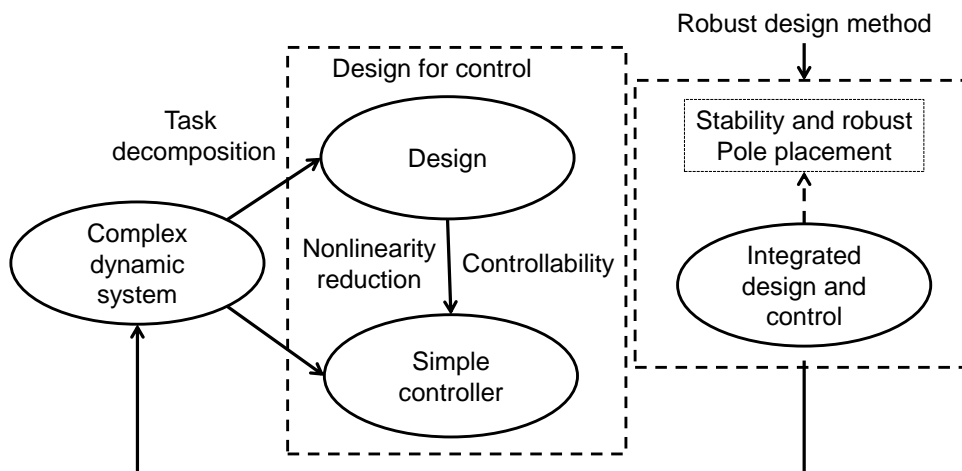 Robust design method
Design for control
Task
decomposition
Design
Stability and robust
Pole placement
Complex
dynamic
system
Nonlinearity
reduction
Controllability
Integrated
design and
control
Simple
controller